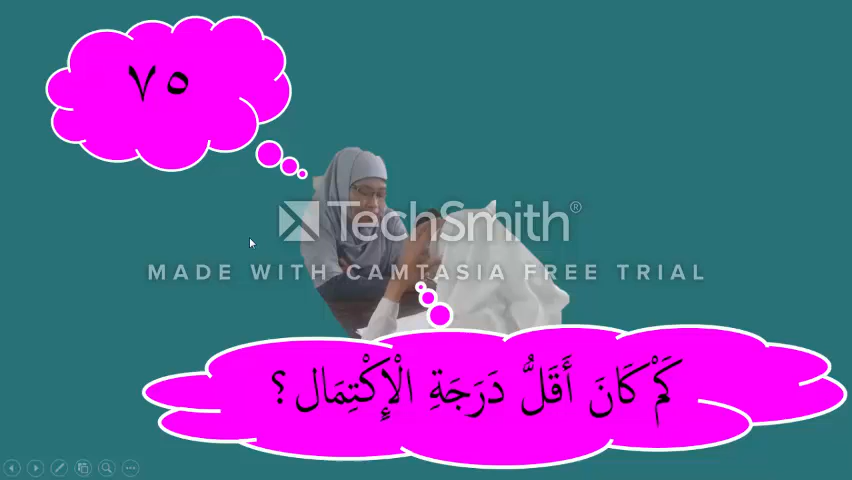 ٧٥
TechSmith®
MADE WITH CAMTASIA FREE TRIAL
كَمْ كَانَ أَقَلُّ دَرَجَةِ الْإِكْتِمَال ؟